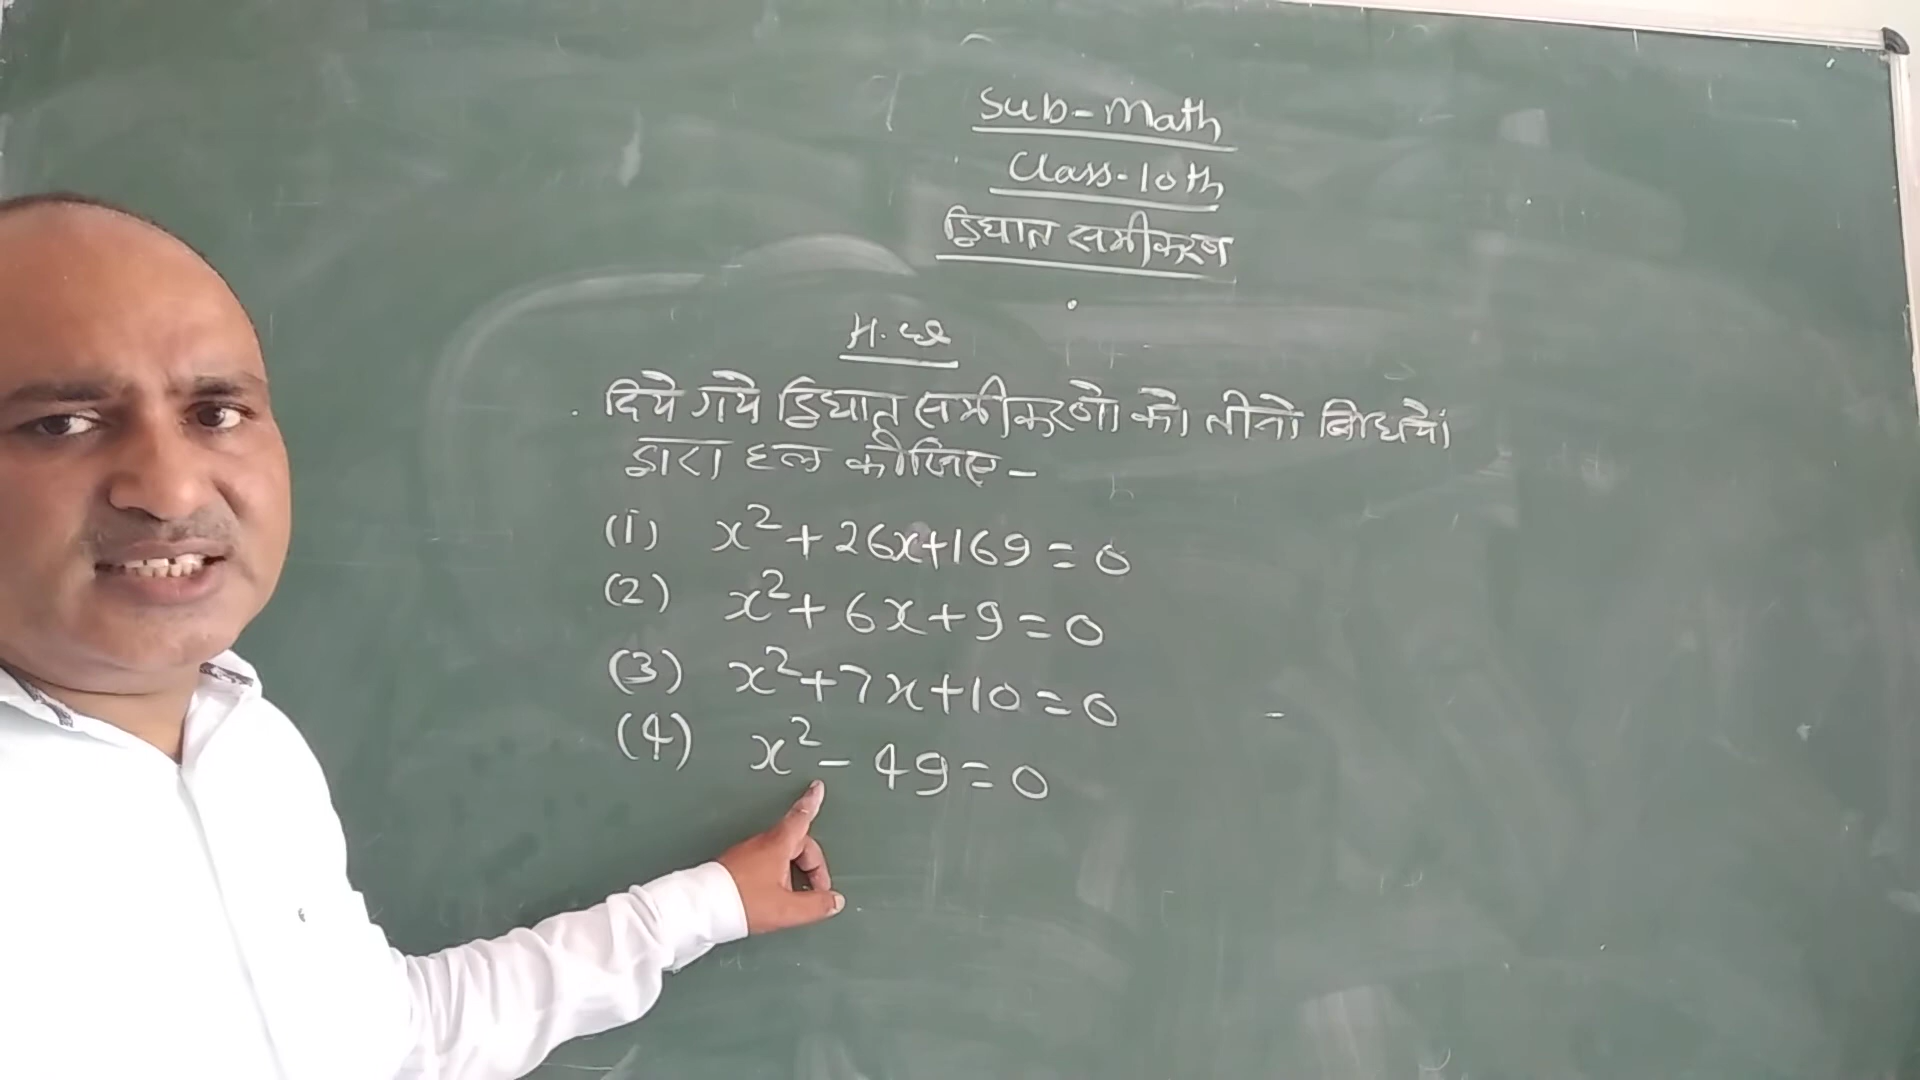 Sub-Math
Class-10th
द्विघात समीकरण
H.W
दिये गये द्विघात समीकरणो को तीनो विधियों
द्वारा हल कीजिए-
(1) x²+26x+169=0
(2) x²+6x+9=0
(3) x²+7x+10=0
(4) x²-49=0